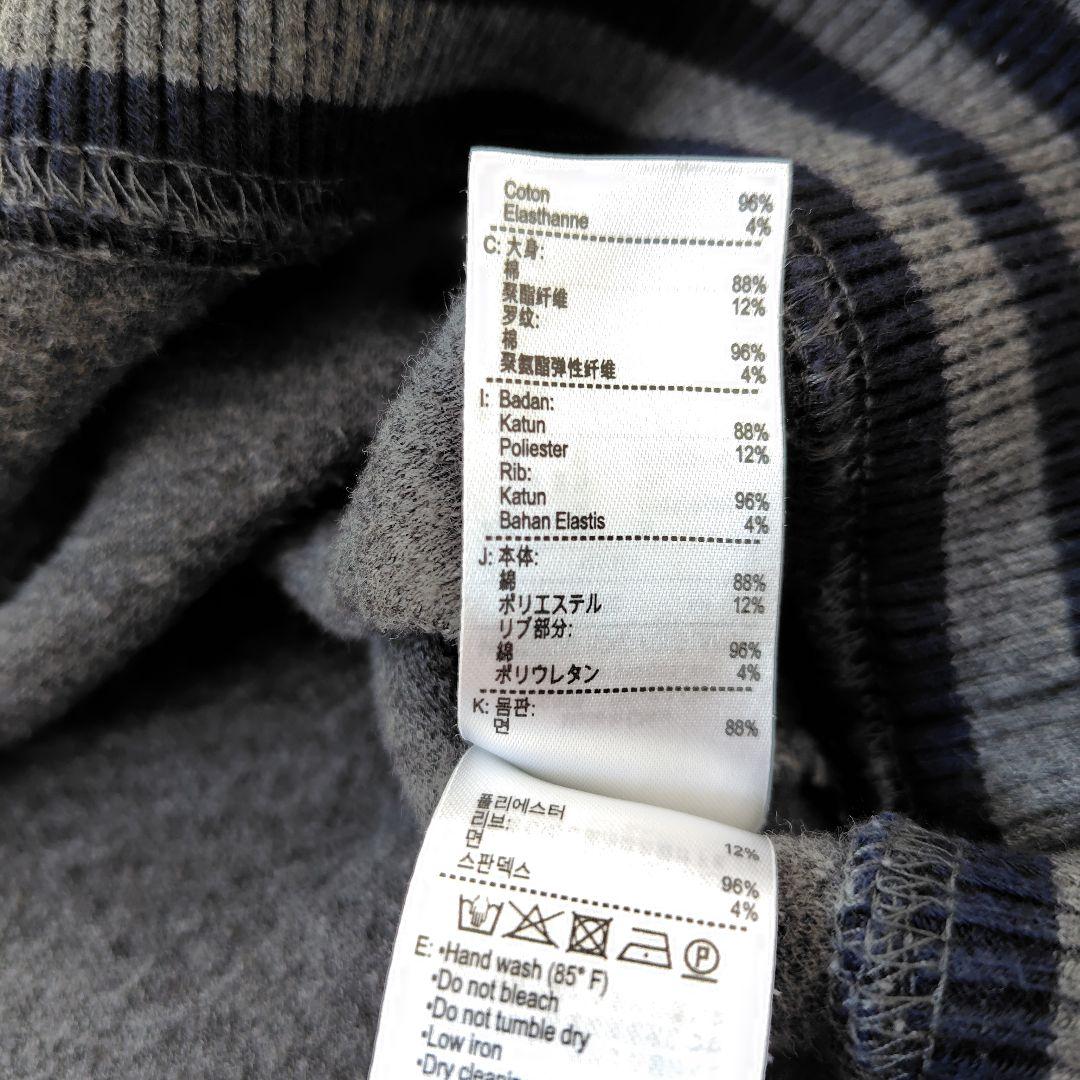 Coton 96%
Elasthanne 4%
C: 大身:
棉 88%
聚酯纤维 12%
罗纹:
棉 96%
聚氨酯弹性纤维 4%
I: Badan:
Katun 88%
Poliester 12%
Rib:
Katun 96%
Bahan Elastis 4%
J: 本体:
綿 88%
ポリエステル 12%
リブ部分:
綿 96%
ポリウレタン 4%
K: 몸판:
면 88%
폴리에스터 12%
리브:
면 96%
스판덱스 4%
P
E: •Hand wash (85° F)
•Do not bleach
•Do not tumble dry
•Low iron
•Dry cleanin